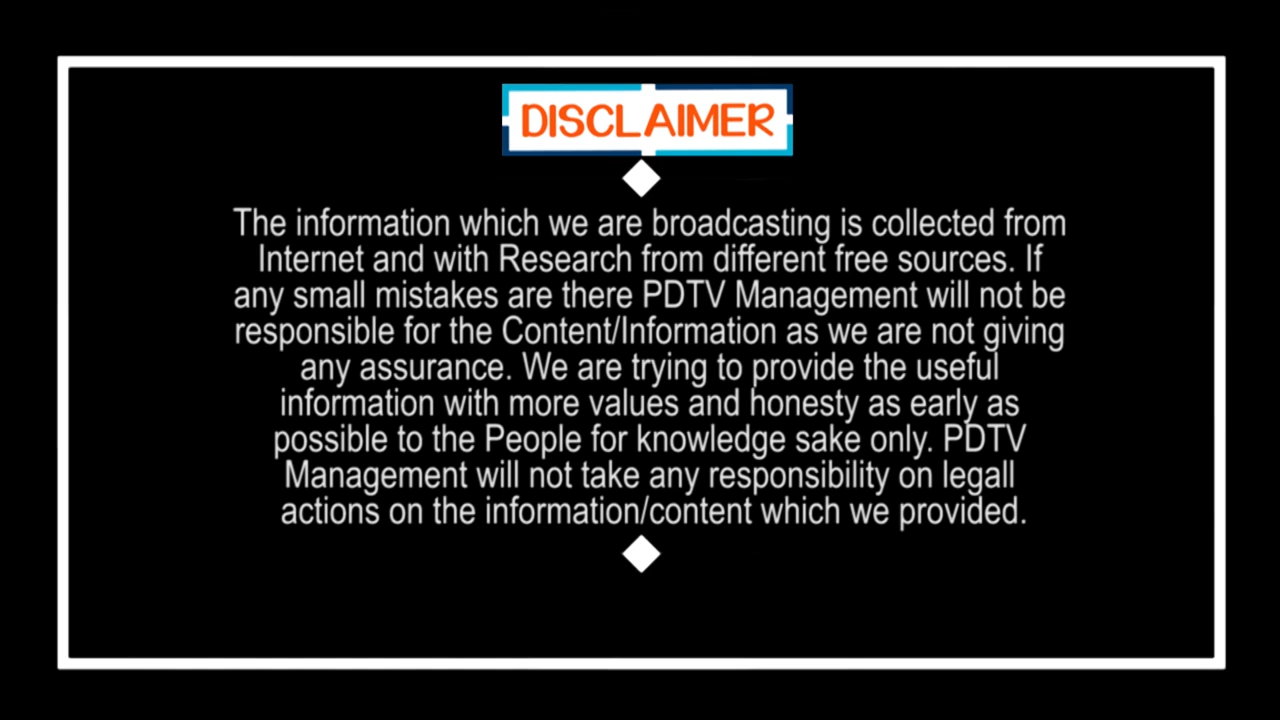 DISCLAIMER
The information which we are broadcasting is collected from
Internet and with Research from different free sources. If
any small mistakes are there PDTV Management will not be
responsible for the Content/Information as we are not giving
any assurance. We are trying to provide the useful
information with more values and honesty as early as
possible to the People for knowledge sake only. PDTV
Management will not take any responsibility on legall
actions on the information/content which we provided.